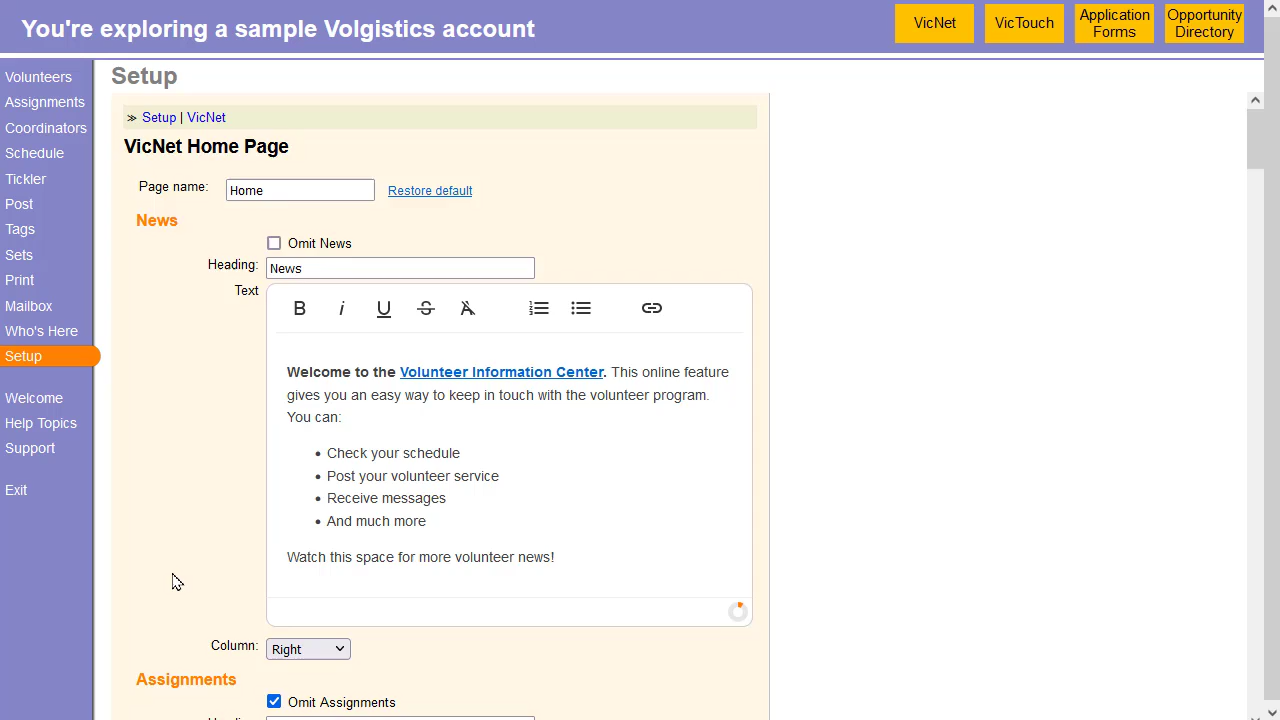 You're exploring a sample Volgistics account
VicNet
VicTouch
Application
Forms
Opportunity
Directory
Volunteers
Assignments
Coordinators
Schedule
Tickler
Post
Tags
Sets
Print
Mailbox
Who's Here
Setup
Welcome
Help Topics
Support
Exit
Setup
≫ Setup | VicNet
VicNet Home Page
Page name: Home Restore default
News
Omit News
Heading: News
Text
B i U S A
Welcome to the Volunteer Information Center. This online feature
gives you an easy way to keep in touch with the volunteer program.
You can:
• Check your schedule
• Post your volunteer service
• Receive messages
• And much more
Watch this space for more volunteer news!
Column: Right
Assignments
Omit Assignments